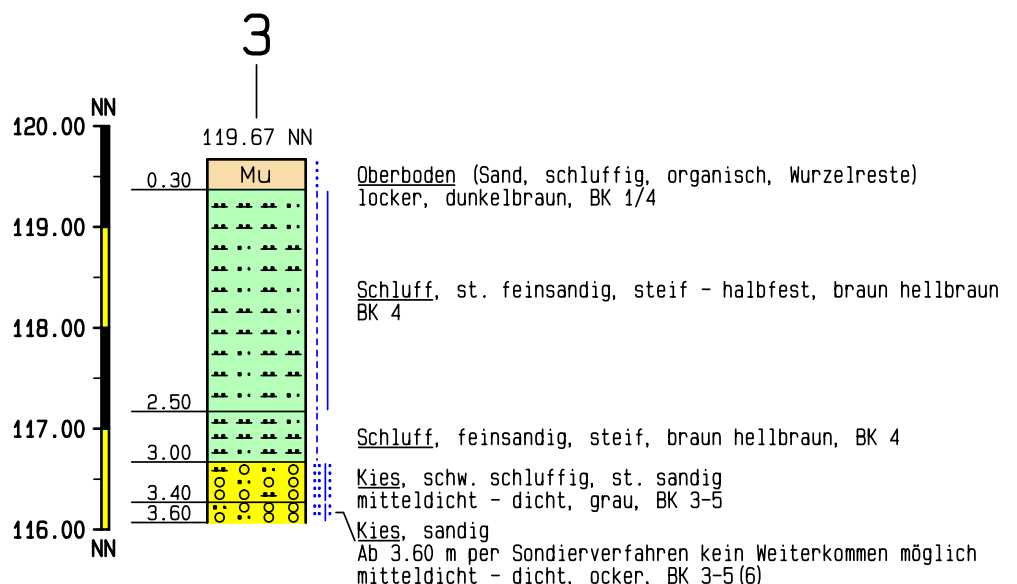 3
NN
120.00
119.67 NN
Mu
0.30
Oberboden (Sand, schluffig, organisch, Wurzelreste)
locker, dunkelbraun, BK 1/4
119.00
Schluff, st. feinsandig, steif - halbfest, braun hellbraun
BK 4
118.00
2.50
117.00
Schluff, feinsandig, steif, braun hellbraun, BK 4
3.00
Kies, schw. schluffig, st. sandig
mitteldicht - dicht, grau, BK 3-5
3.40
3.60
116.00
NN
Kies, sandig
Ab 3.60 m per Sondierverfahren kein Weiterkommen möglich
mitteldicht - dicht, ocker, BK 3-5(6)